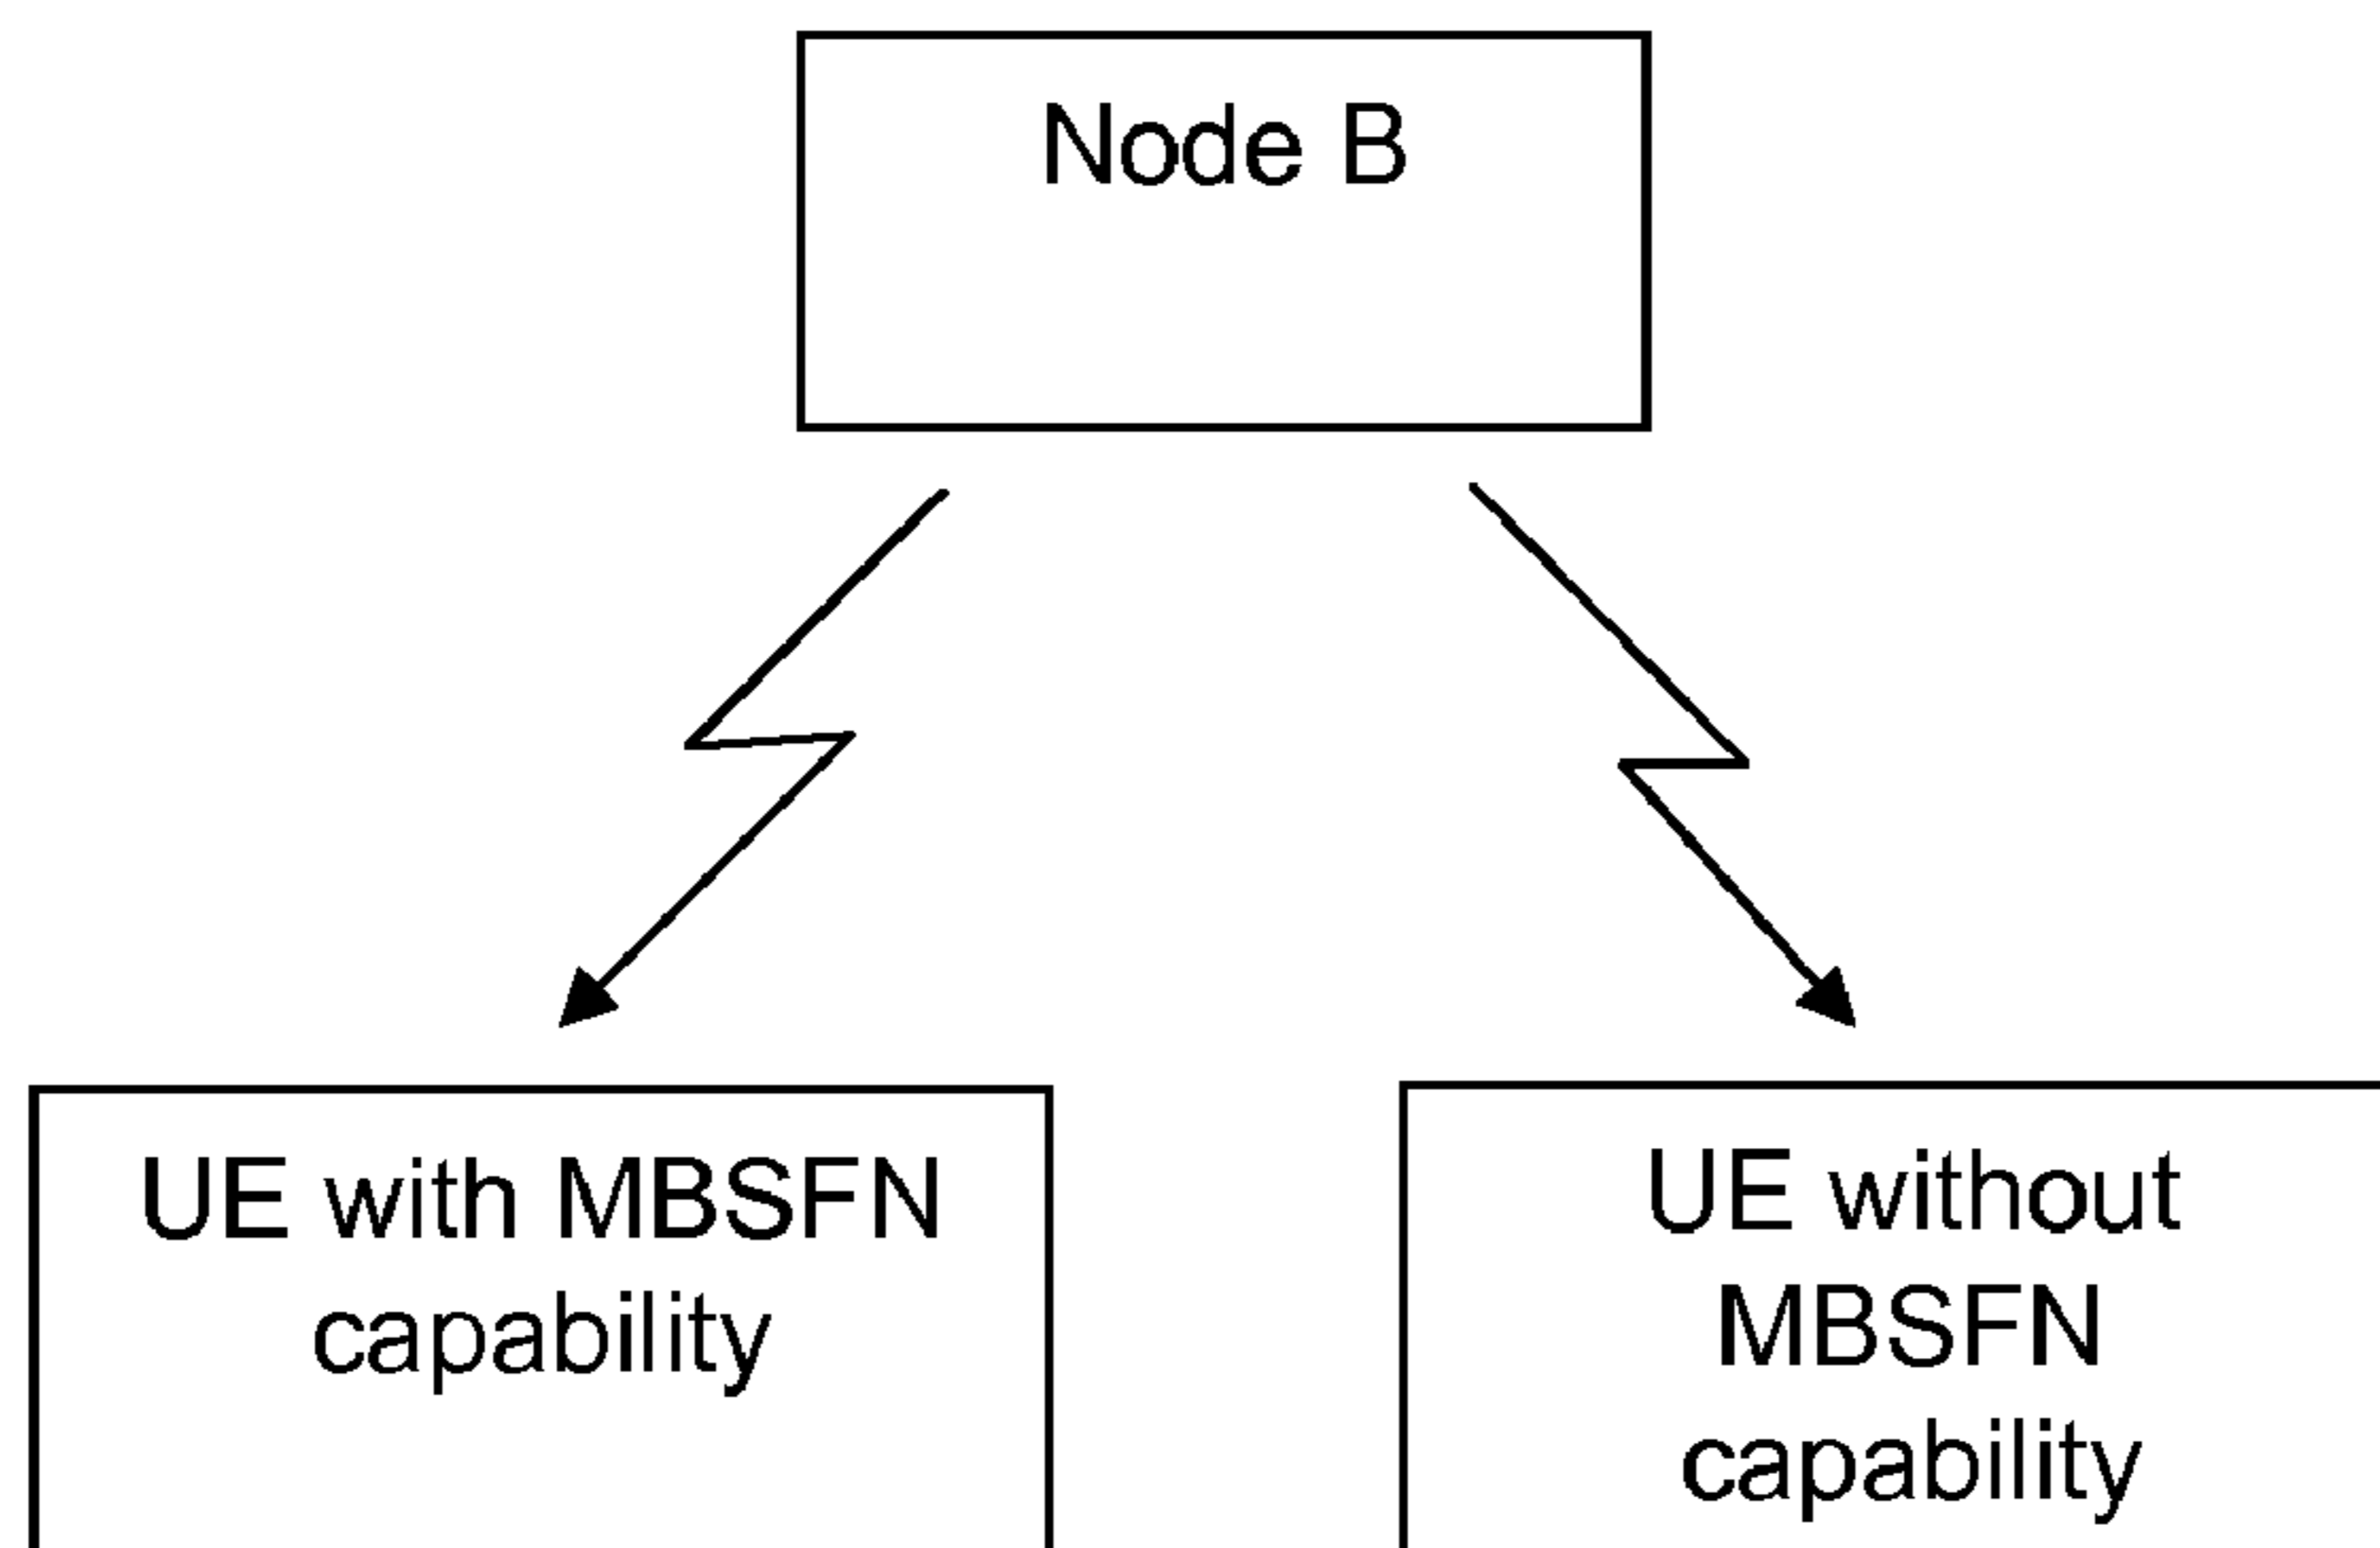 Node B
UE with MBSFN
capability
UE without
MBSFN
capability